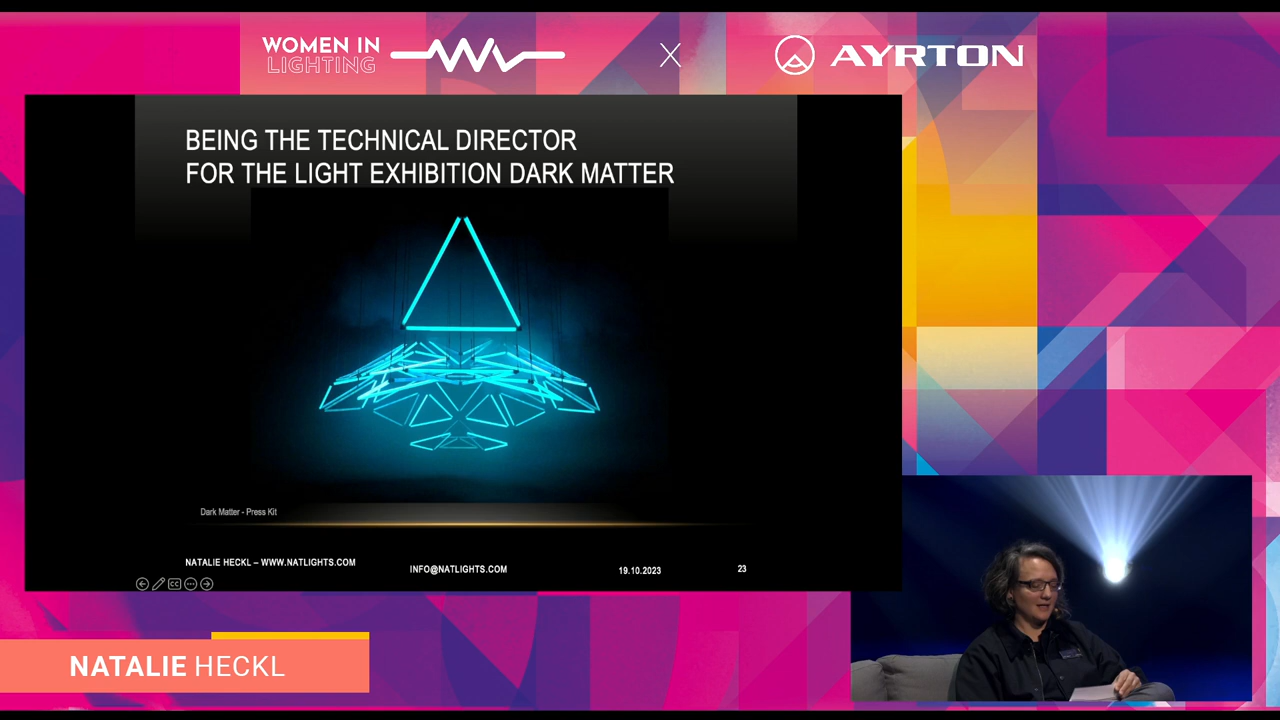 WOMEN IN
LIGHTING
X
AYRTON
BEING THE TECHNICAL DIRECTOR
FOR THE LIGHT EXHIBITION DARK MATTER
Dark Matter - Press Kit
NATALIE HECKL – WWW.NATLIGHTS.COM
INFO@NATLIGHTS.COM
19.10.2023
23
CC
NATALIE HECKL